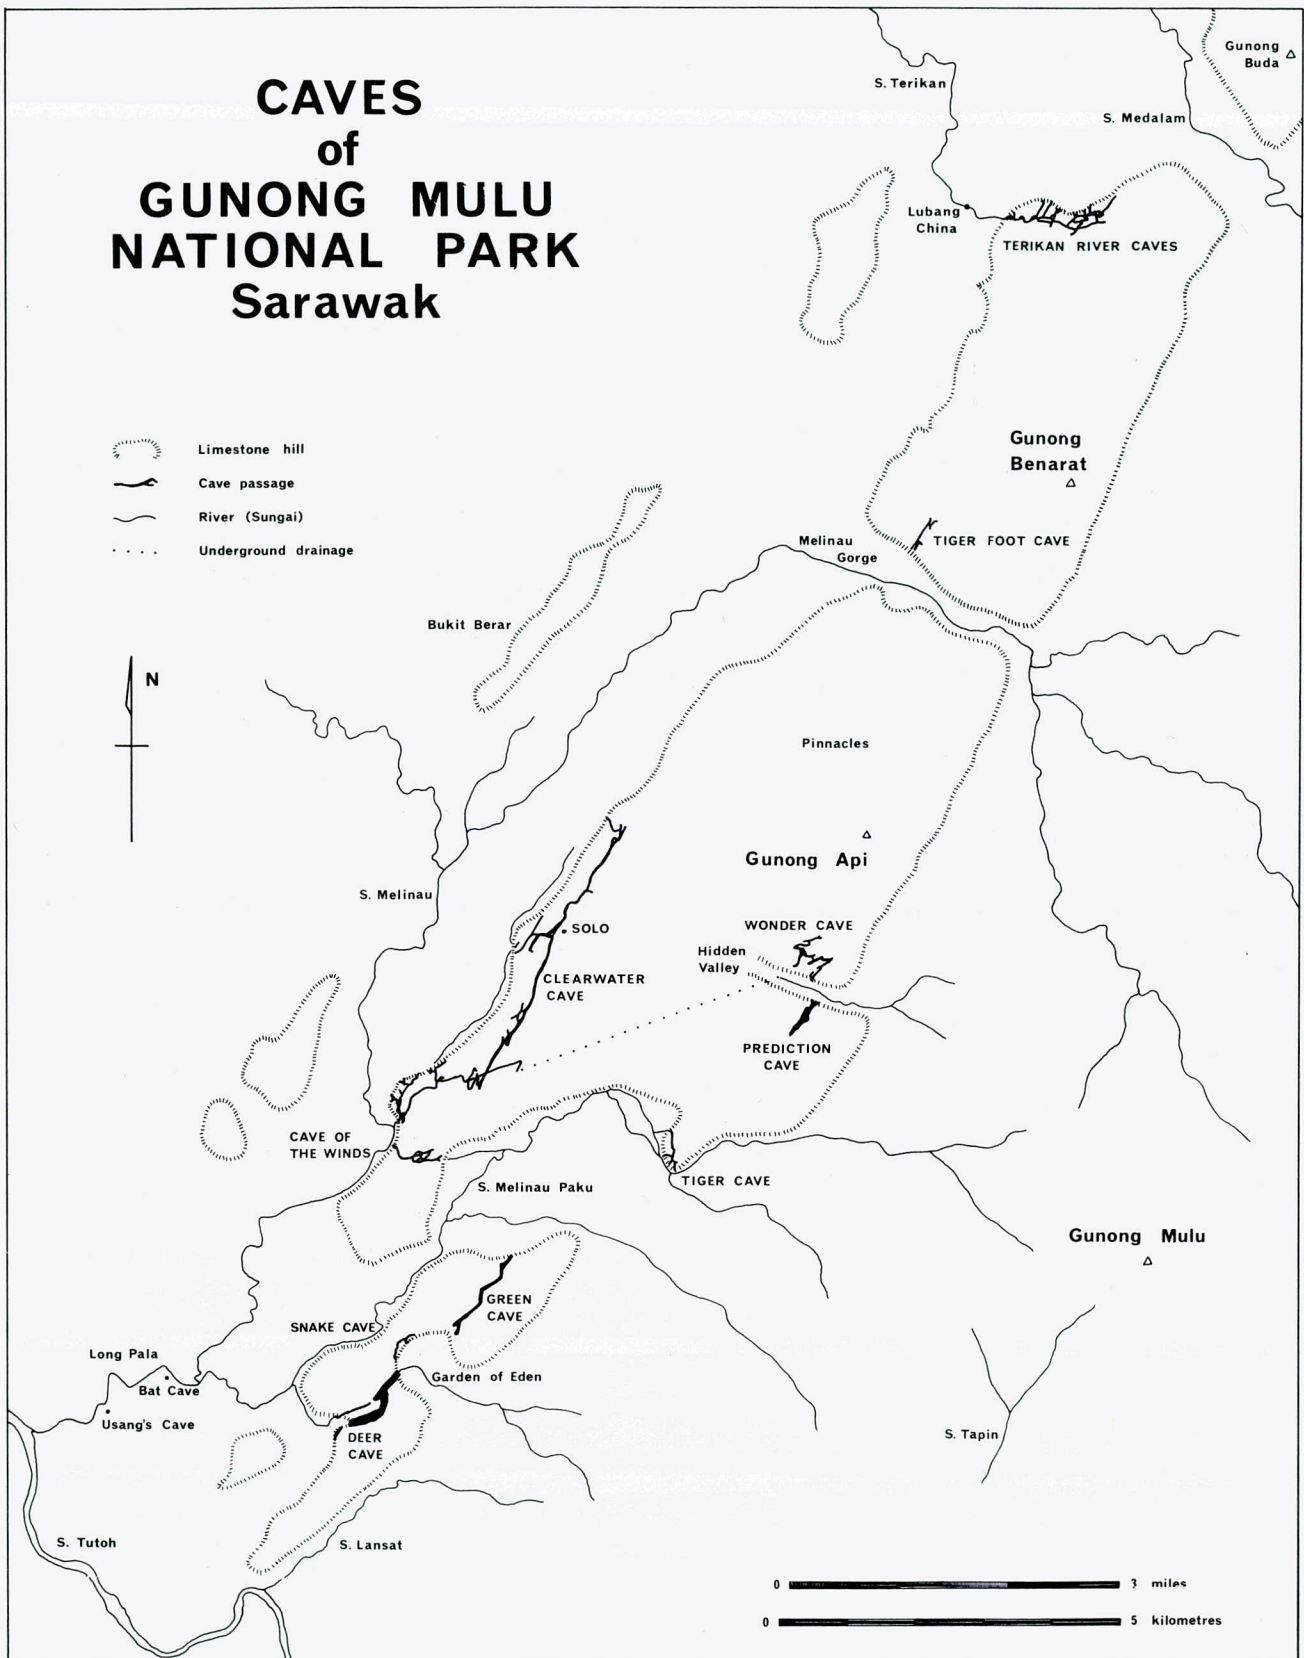 CAVES
of
GUNONG MULU
NATIONAL PARK
Sarawak
Gunong
Buda
S. Terikan
S. Medalam
Lubang
China
TERIKAN RIVER CAVES
Limestone hill
Cave passage
River (Sungai)
Underground drainage
Gunong
Benarat
TIGER FOOT CAVE
Melinau
Gorge
Bukit Berar
N
Pinnacles
Gunong Api
S. Melinau
SOLO
WONDER CAVE
Hidden
Valley
CLEARWATER
CAVE
PREDICTION
CAVE
CAVE OF
THE WINDS
TIGER CAVE
S. Melinau Paku
Gunong Mulu
GREEN
CAVE
SNAKE CAVE
Long Pala
Bat Cave
Garden of Eden
Usang's Cave
DEER
CAVE
S. Tapin
S. Tutoh
S. Lansat
0 3 miles
0 5 kilometres